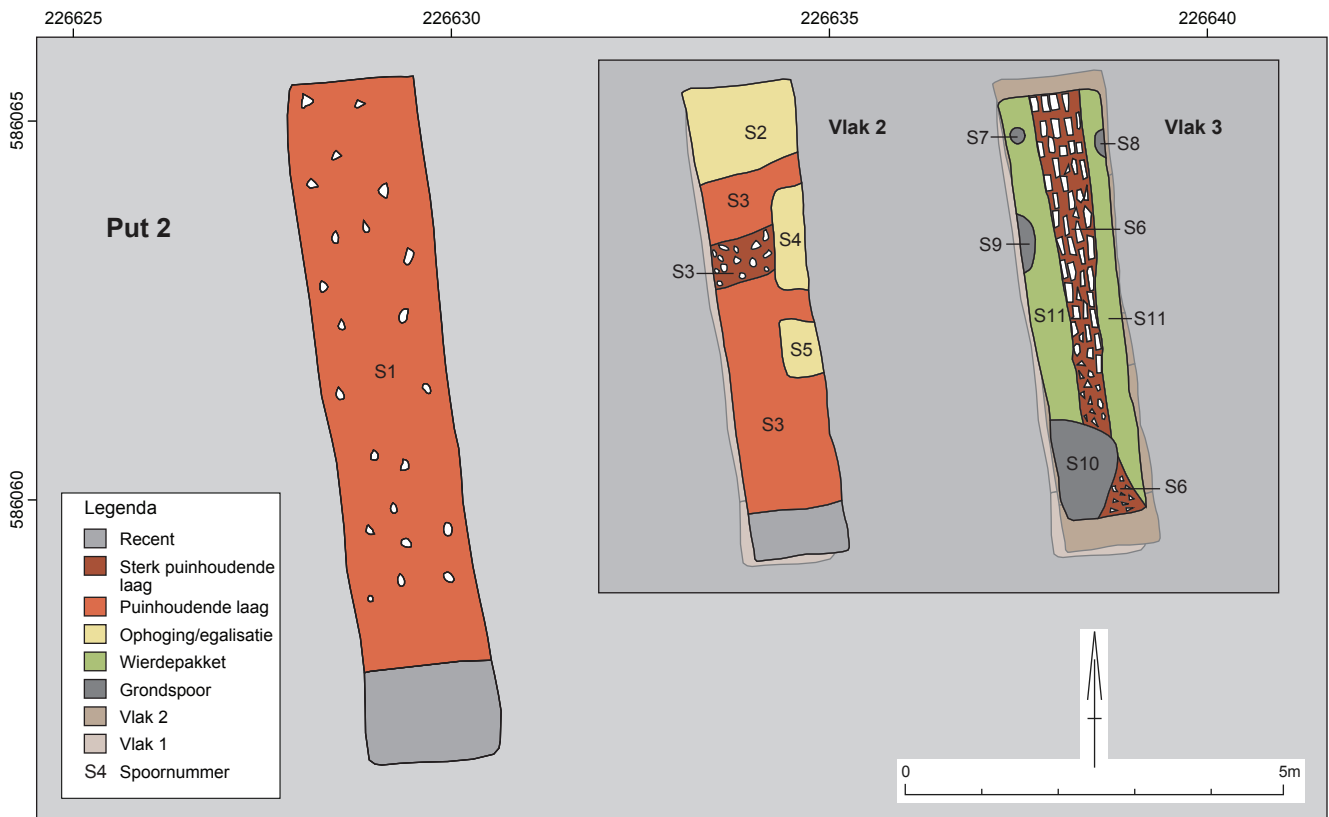 226625
226630
226635
226640
586065
586060
Put 2
S1
Vlak 2
S2
S3
S4
S3
S5
S3
Vlak 3
S7
S8
S6
S9
S11
S11
S10
S6
Legenda
Recent
Sterk puinhoudende
laag
Puinhoudende laag
Ophoging/egalisatie
Wierdepakket
Grondspoor
Vlak 2
Vlak 1
S4 Spoornummer
0 5m